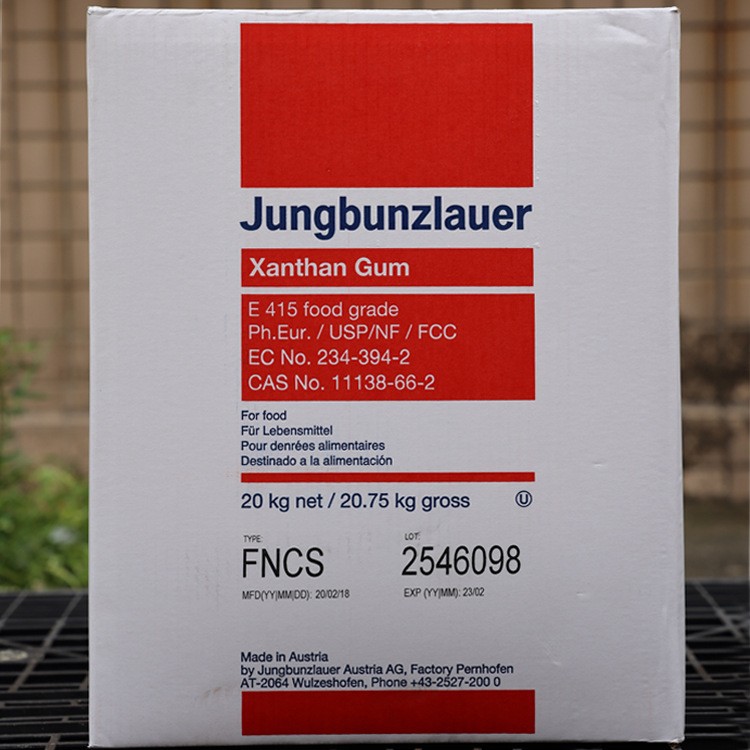 Jungbunzlauer
Xanthan Gum
E 415 food grade
Ph.Eur. / USP/NF / FCC
EC No. 234-394-2
CAS No. 11138-66-2
For food
Für Lebensmittel
Pour denrées alimentaires
Destinado a la alimentación
20 kg net / 20.75 kg gross U
TYPE: LOT:
FNCS 2546098
MFD(YY|MM|DD): 20/02/18 EXP (YY|MM): 23/02
Made in Austria
by Jungbunzlauer Austria AG, Factory Pernhofen
AT-2064 Wulzeshofen, Phone +43-2527-200 0